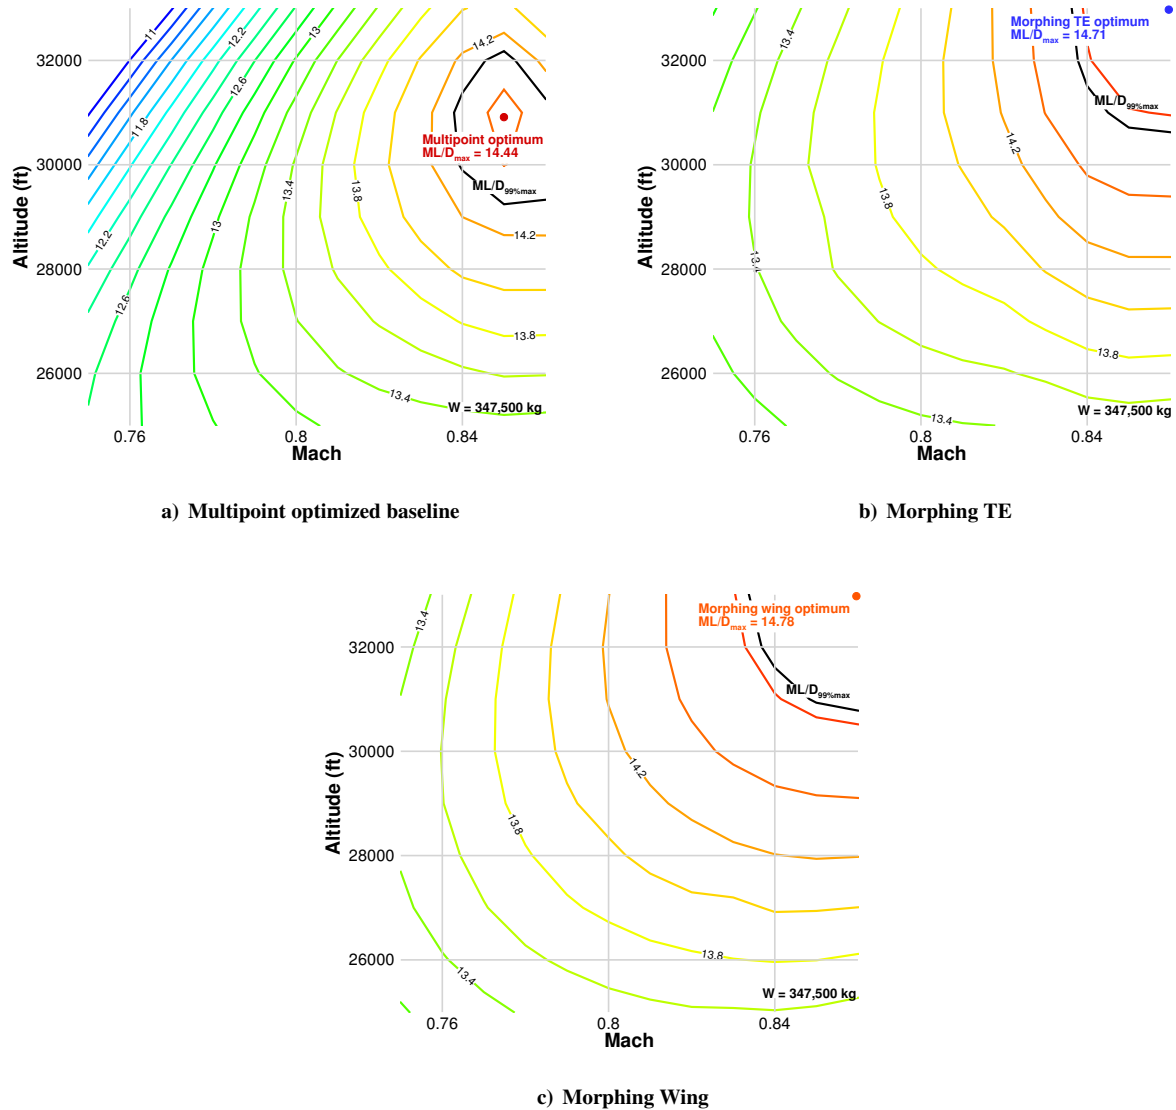 11
12.2
13
14.2
32000
12.6
11.8
Multipoint optimum
ML/Dmax = 14.44
30000
ML/D99%max
13.4
13.8
Altitude (ft)
13
12.2
14.2
28000
12.6
13.8
26000
13.4
W = 347,500 kg
0.76
0.8
0.84
Mach
a) Multipoint optimized baseline
Morphing TE optimum
ML/Dmax = 14.71
13.4
32000
ML/D99%max
14.2
30000
13.8
Altitude (ft)
13.4
28000
13.8
26000
W = 347,500 kg
13.4
0.76
0.8
0.84
Mach
b) Morphing TE
Morphing wing optimum
ML/Dmax = 14.78
13.4
32000
ML/D99%max
30000
14.2
Altitude (ft)
13.8
28000
13.8
26000
13.4
W = 347,500 kg
0.76
0.8
0.84
Mach
c) Morphing Wing